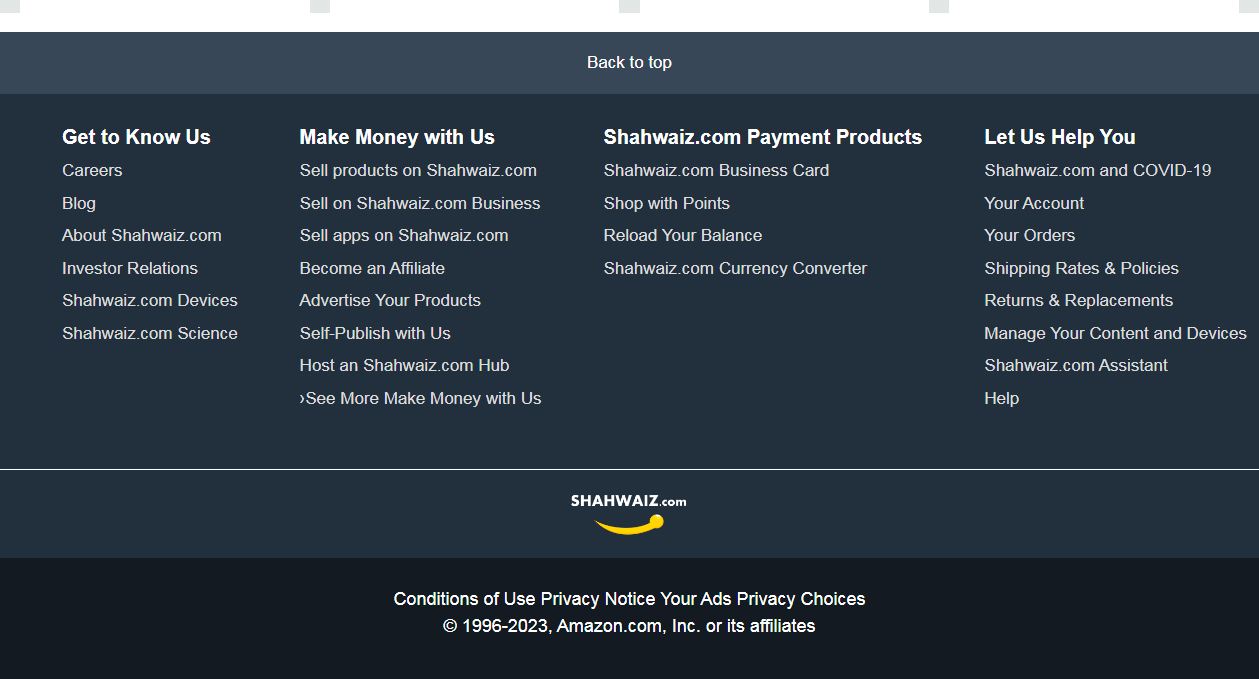 Back to top
Get to Know Us
Careers
Blog
About Shahwaiz.com
Investor Relations
Shahwaiz.com Devices
Shahwaiz.com Science
Make Money with Us
Sell products on Shahwaiz.com
Sell on Shahwaiz.com Business
Sell apps on Shahwaiz.com
Become an Affiliate
Advertise Your Products
Self-Publish with Us
Host an Shahwaiz.com Hub
›See More Make Money with Us
Shahwaiz.com Payment Products
Shahwaiz.com Business Card
Shop with Points
Reload Your Balance
Shahwaiz.com Currency Converter
Let Us Help You
Shahwaiz.com and COVID-19
Your Account
Your Orders
Shipping Rates & Policies
Returns & Replacements
Manage Your Content and Devices
Shahwaiz.com Assistant
Help
SHAHWAIZ.com
Conditions of Use Privacy Notice Your Ads Privacy Choices
© 1996-2023, Amazon.com, Inc. or its affiliates